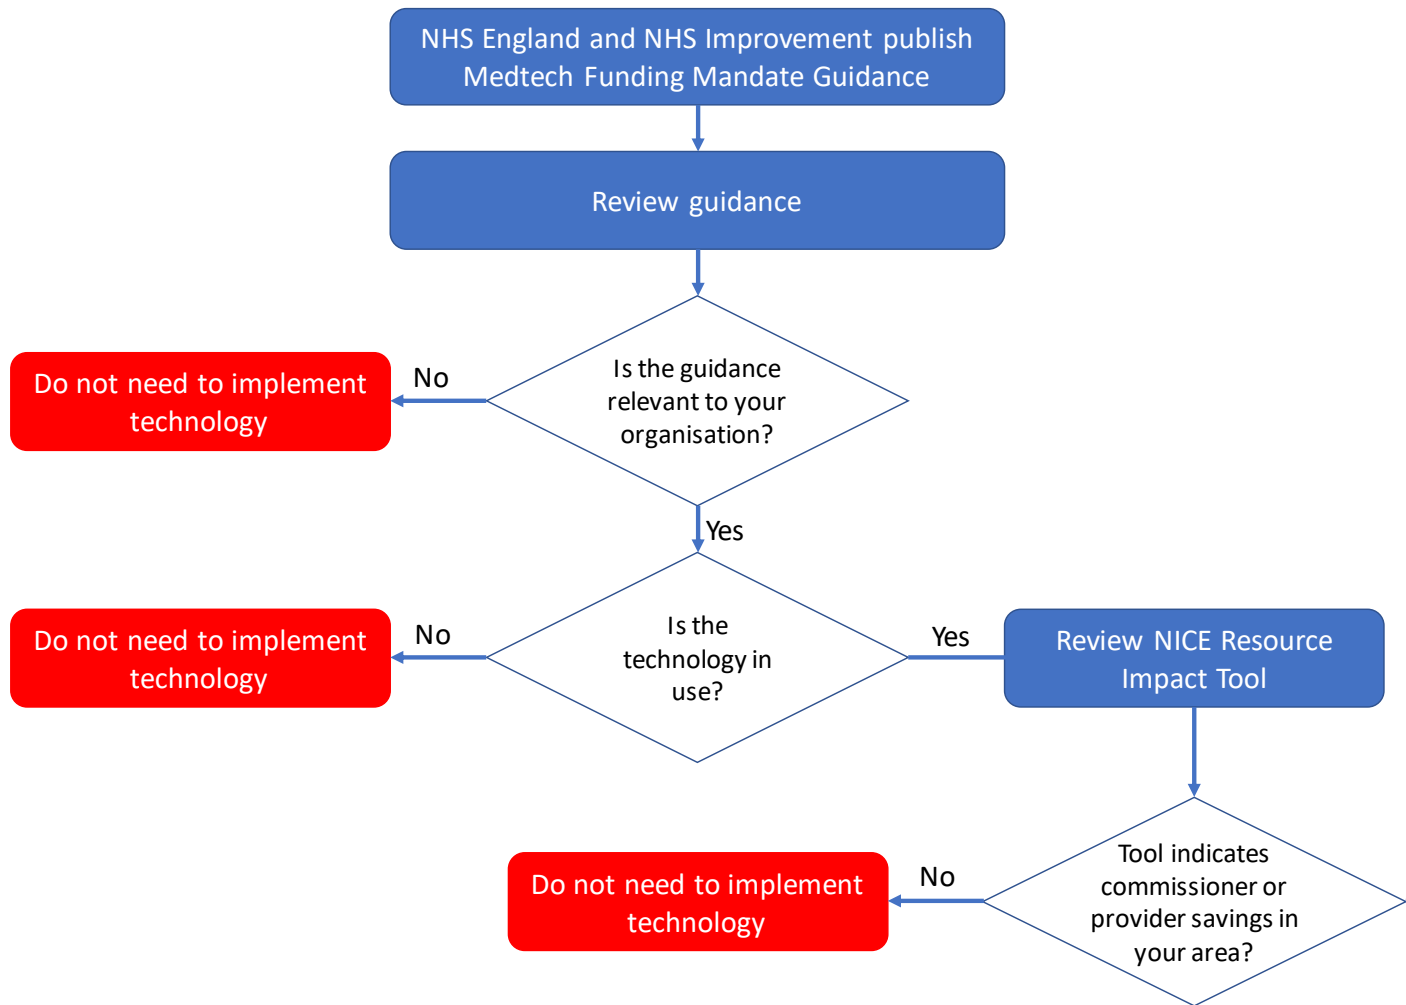 NHS England and NHS Improvement publish
Medtech Funding Mandate Guidance
Review guidance
Is the guidance
relevant to your
organisation?
No
Do not need to implement
technology
Yes
Is the
technology in
use?
No
Do not need to implement
technology
Yes
Review NICE Resource
Impact Tool
Tool indicates
commissioner or
provider savings in
your area?
No
Do not need to implement
technology